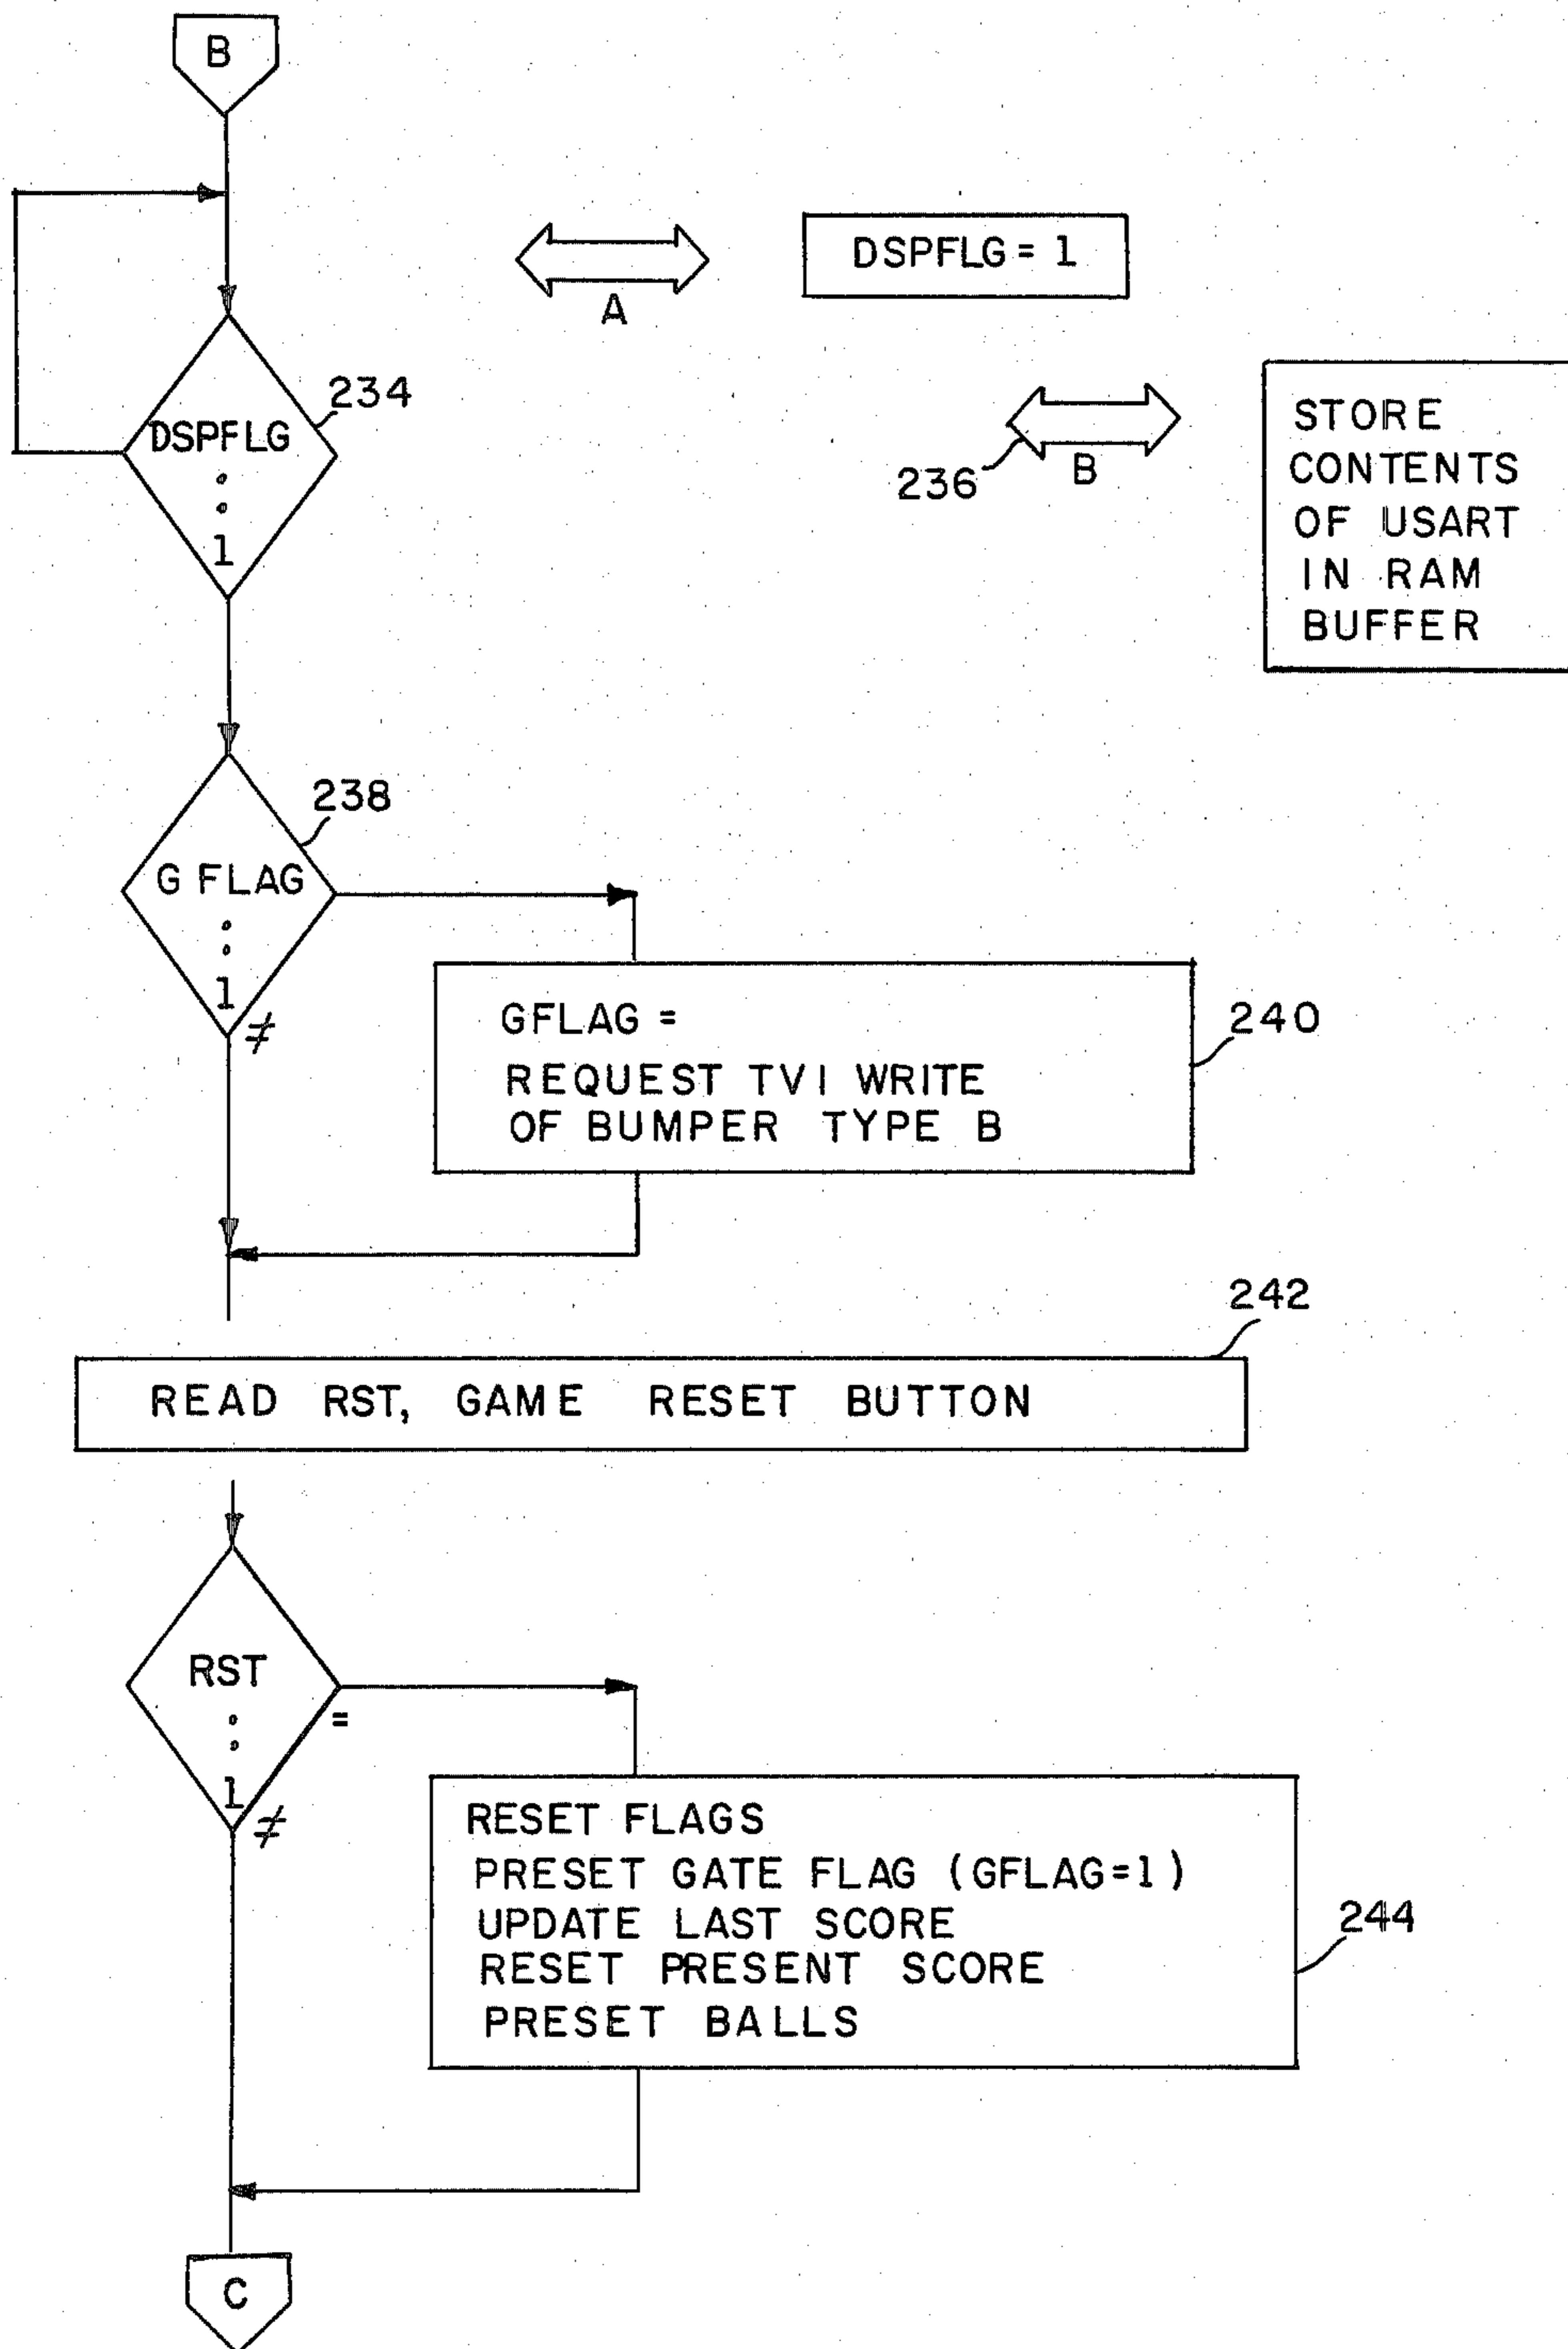 B
DSPFLG = 1
A
234
DSPFLG
:
1
236
B
STORE
CONTENTS
OF USART
IN RAM
BUFFER
238
G FLAG
:
1
≠
GFLAG =
REQUEST TVI WRITE
OF BUMPER TYPE B
240
242
READ RST, GAME RESET BUTTON
RST
:
1
=
≠
RESET FLAGS
PRESET GATE FLAG (GFLAG=1)
UPDATE LAST SCORE
RESET PRESENT SCORE
PRESET BALLS
244
C